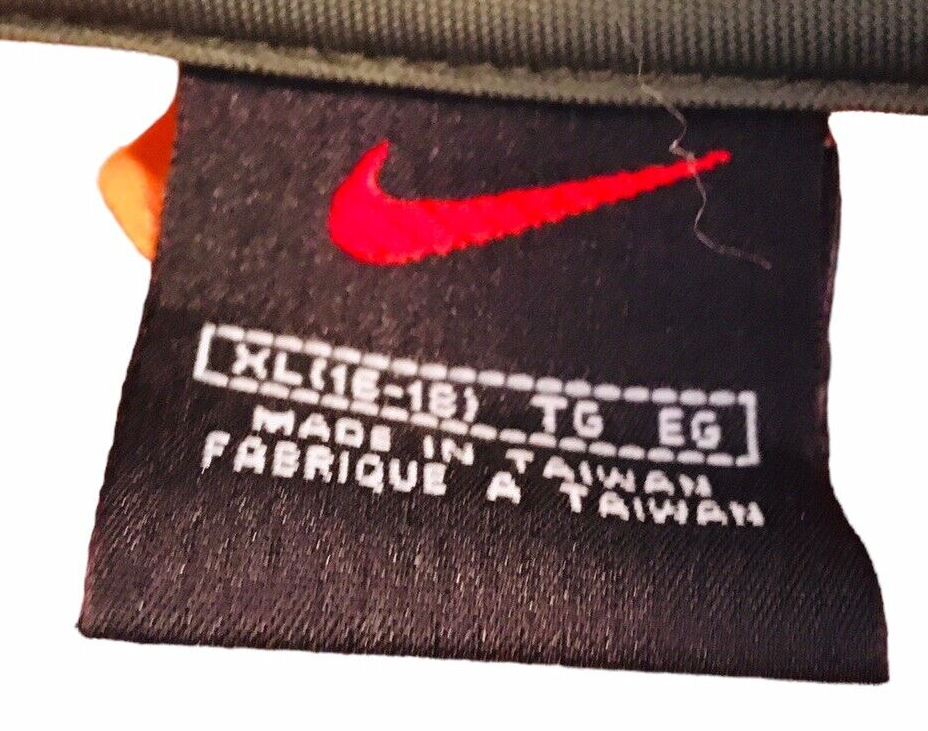 XL(16-18) TG EG
MADE IN TAIWAN
FABRIQUE A TAIWAN